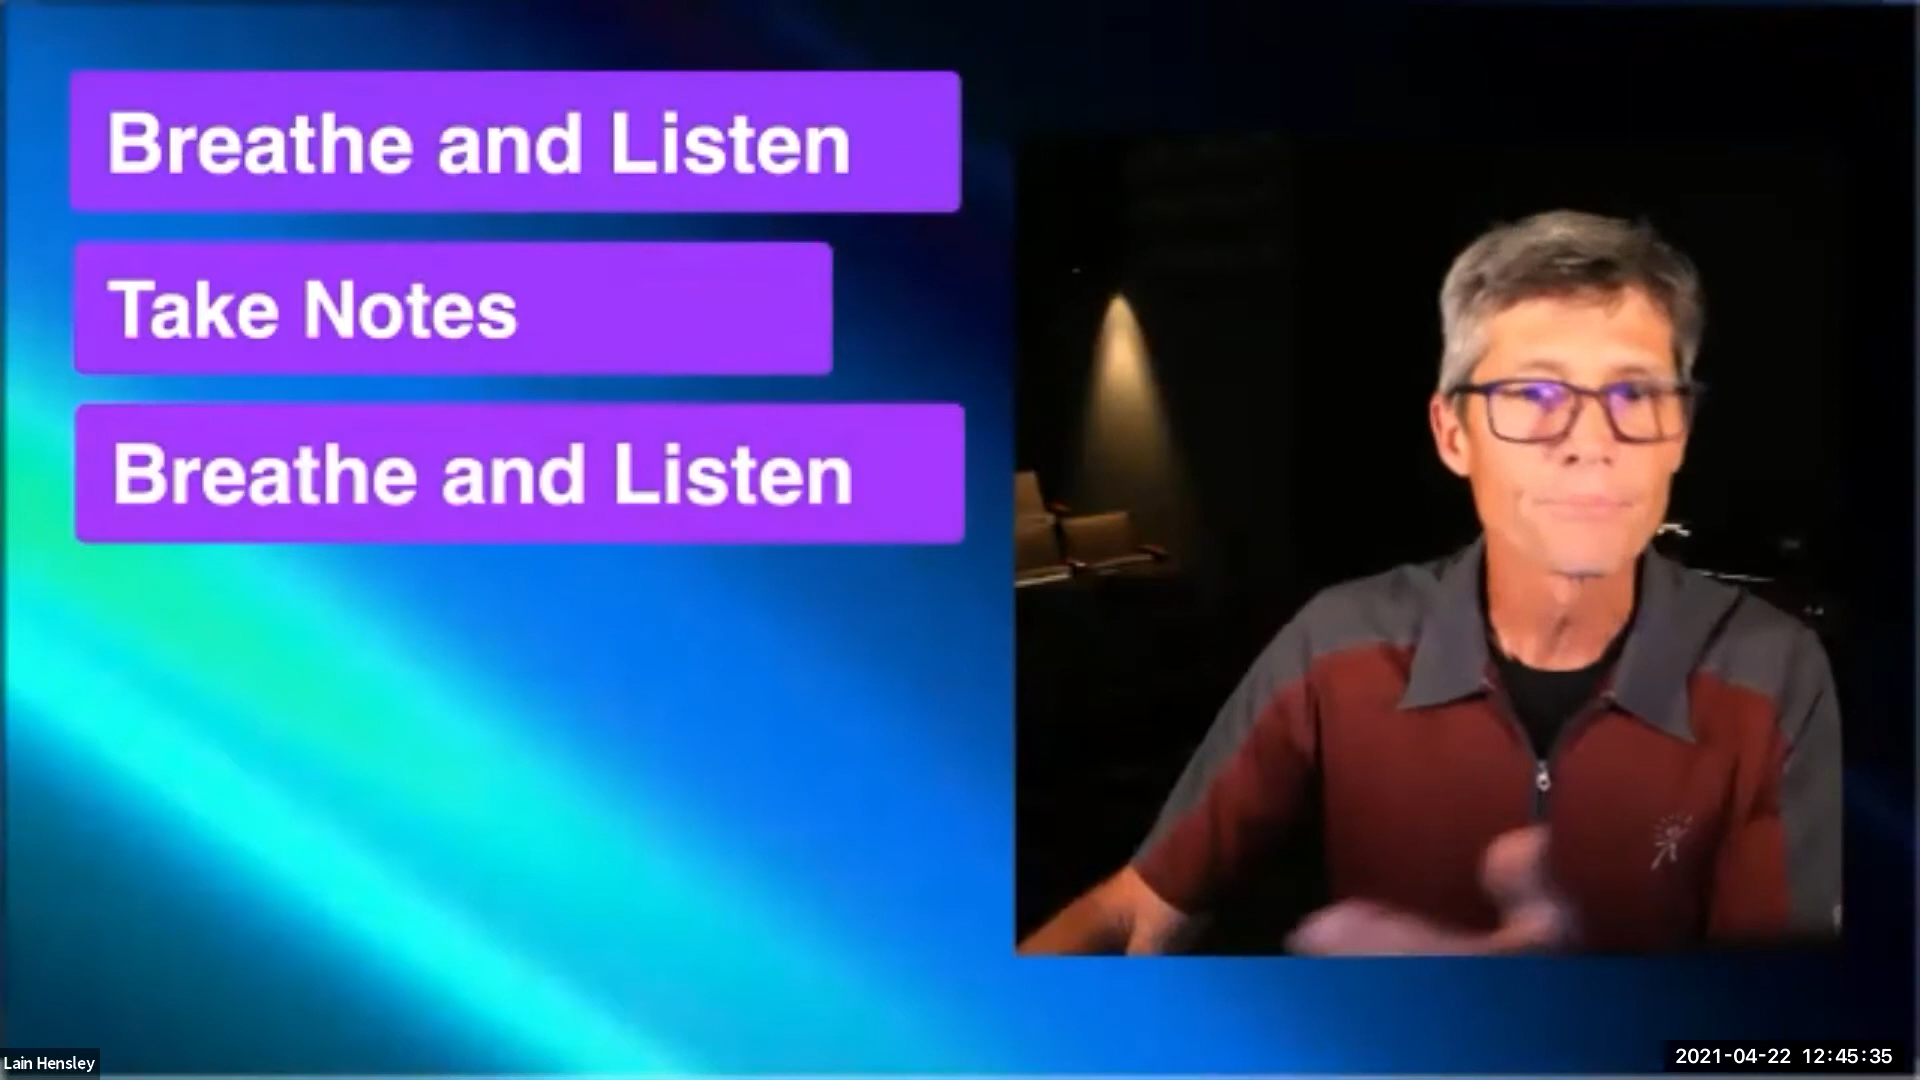 Breathe and Listen
Take Notes
Breathe and Listen
Lain Hensley
2021-04-22 12:45:35